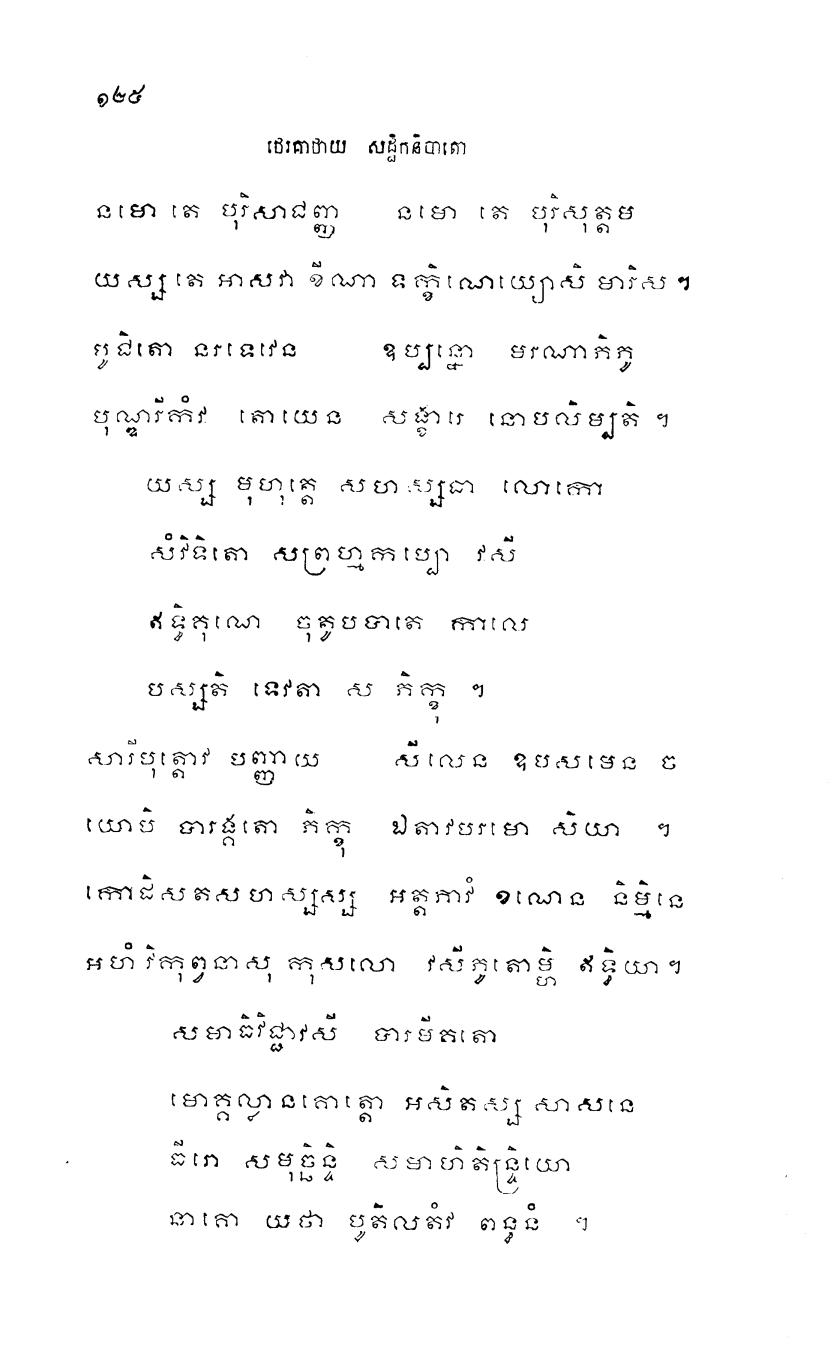 ១២៥
ថេរគាថាយ សដ្ឋិកនិបាតោ
នមោ តេ បុរិសាជញ្ញ នមោ តេ បុរិសុត្តម
យស្ស តេ អាសវា ខីណា ទក្ខិណេយ្យោសិ មារិស ។
បូជិតោ នរទេវេន ឧប្បន្នោ មរណាភិភូ
បុណ្ឌរីកំវ តោយេន សង្ខារេ នោបលិម្បតិ ។
យស្ស មុហុត្តេ សហស្សធា លោកោ
សំវិទិតោ សព្រហ្មកប្បោ វសី
ឥទ្ធិគុណេ ចុតូបបាតេ កាលេ
បស្សតិ ទេវតា ស ភិក្ខុ ។
សារីបុត្តោវ បញ្ញាយ សីលេន ឧបសមេន ច
យោបិ បារង្គតោ ភិក្ខុ ឯតាវបរមោ សិយា ។
កោដិសតសហស្សស្ស អត្តភាវំ ខណេន និម្មិនេ
អហំ វិកុព្វនាសុ កុសលោ វសីភូតោម្ហិ ឥទ្ធិយា ។
សមាធិវិជ្ជាវសី បារមីគតោ
មោគ្គល្លានគោត្តោ អសិតស្ស សាសនេ
ធីរោ សមុច្ឆិន្ទិ សមាហិតិន្ទ្រិយោ
នាគោ យថា បូតិលតំវ ពន្ធនំ ។